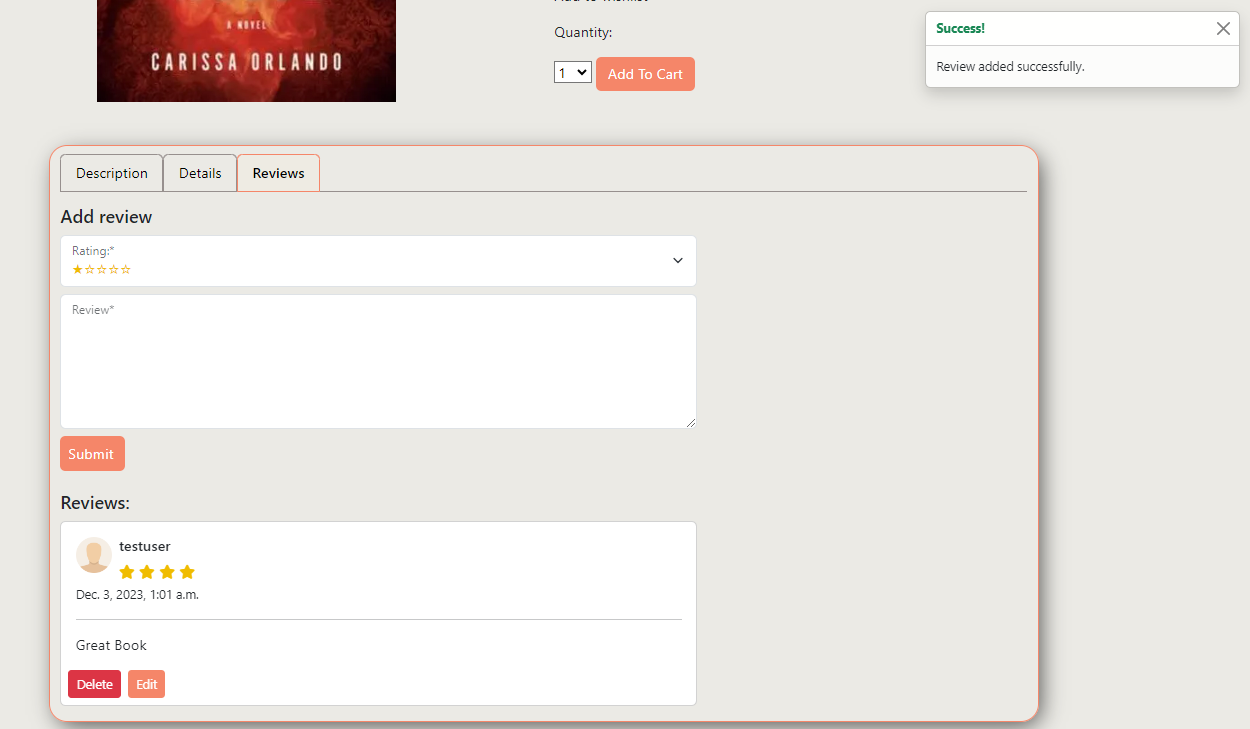 A NOVEL
CARISSA ORLANDO
Quantity:
1
Add To Cart
Success!
Review added successfully.
Description
Details
Reviews
Add review
Rating:*
★☆☆☆☆
Review*
Submit
Reviews:
testuser
Dec. 3, 2023, 1:01 a.m.
Great Book
Delete
Edit